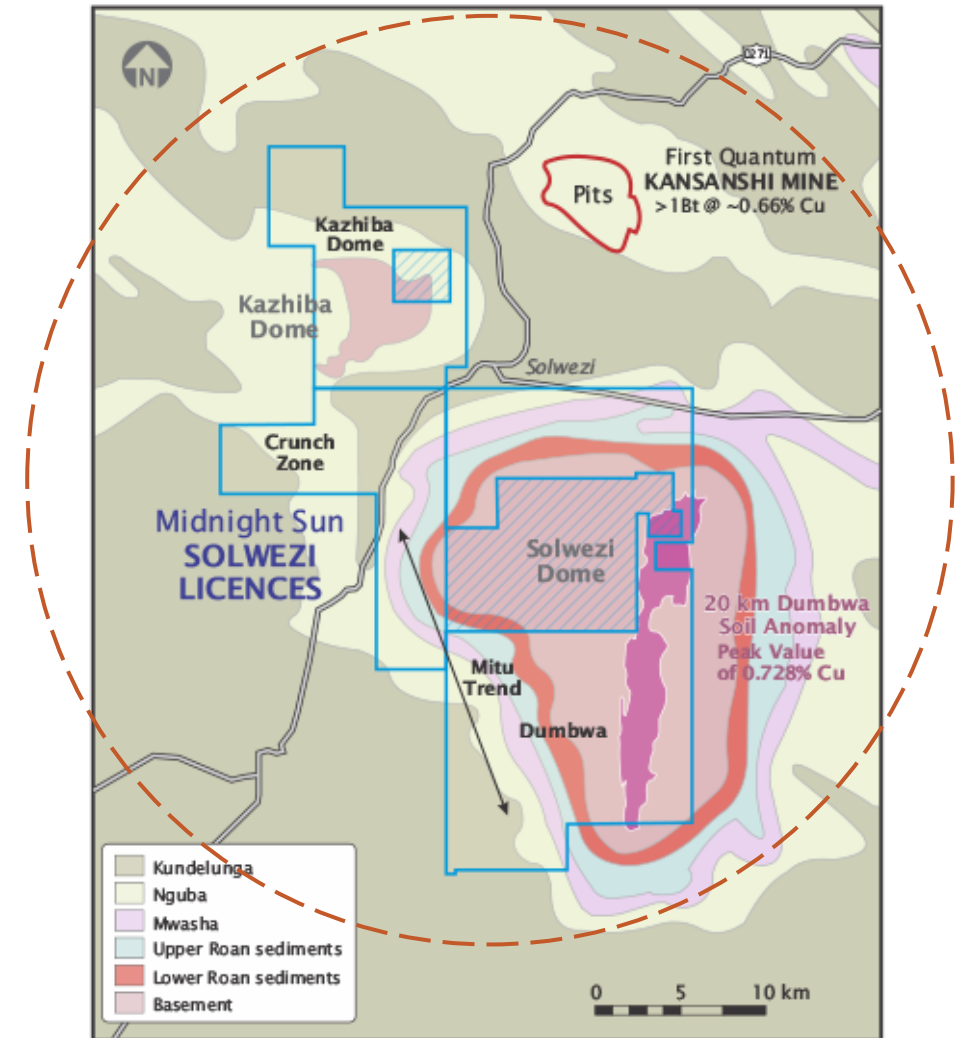 N
271
First Quantum
KANSANSHI MINE
>1Bt @ ~0.66% Cu
Pits
Kazhiba
Dome
Kazhiba
Dome
Solwezi
Crunch
Zone
Midnight Sun
SOLWEZI
LICENCES
Solwezi
Dome
20 km Dumbwa
Soil Anomaly
Peak Value
of 0.728% Cu
Mitu
Trend
Dumbwa
Kundelunga
Nguba
Mwasha
Upper Roan sediments
Lower Roan sediments
Basement
0 5 10 km